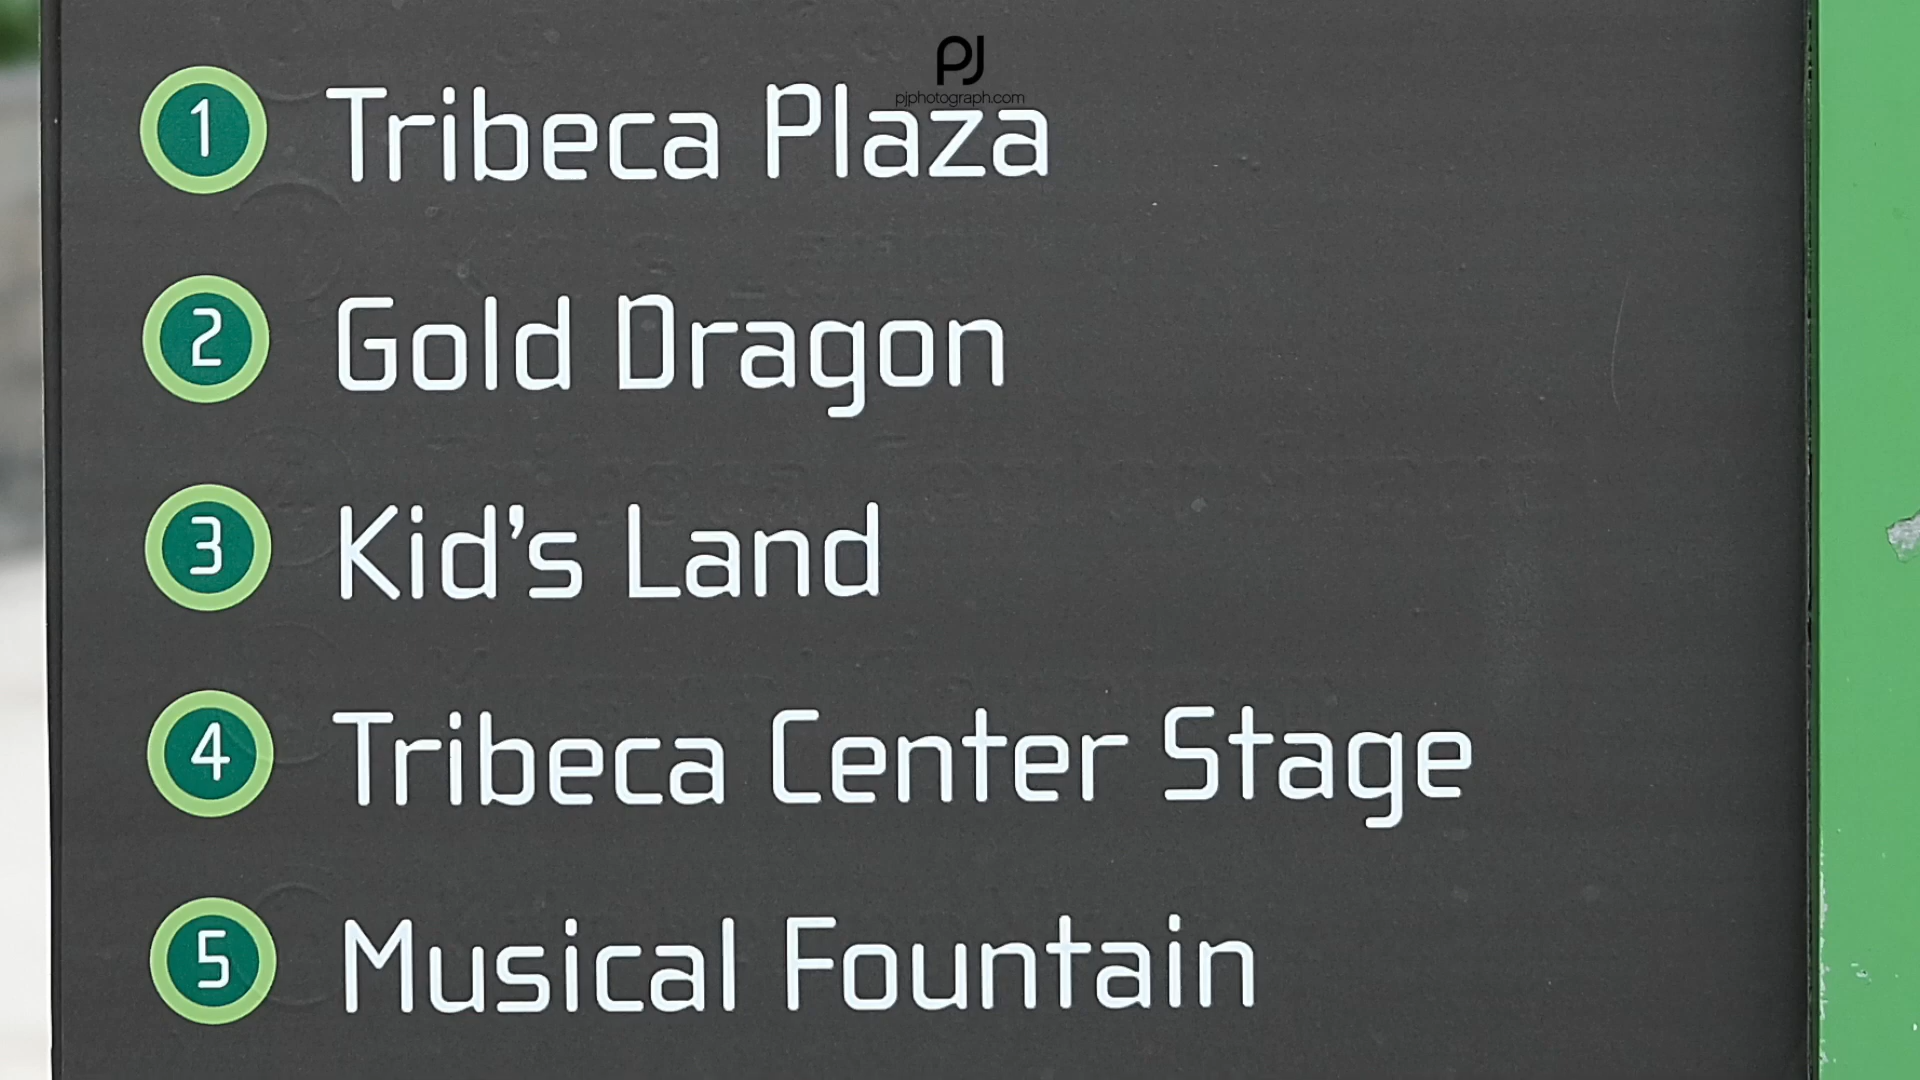 PJ
pjphotograph.com
1 Tribeca Plaza
2 Gold Dragon
3 Kid’s Land
4 Tribeca Center Stage
5 Musical Fountain